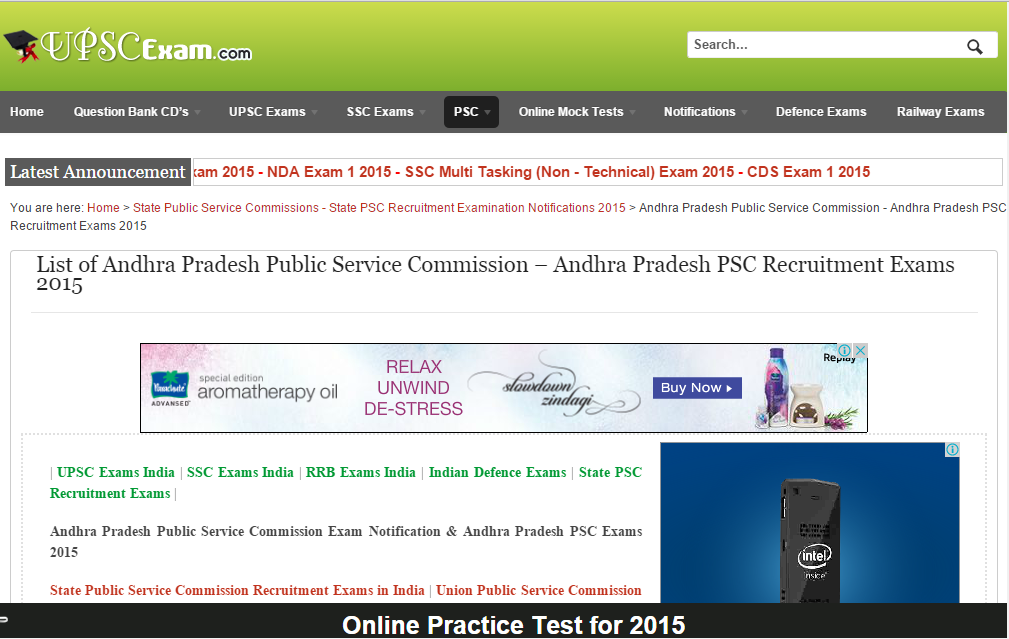 UPSCExam.com
Search...
Home Question Bank CD's UPSC Exams SSC Exams PSC Online Mock Tests Notifications Defence Exams Railway Exams
Latest Announcement xam 2015 - NDA Exam 1 2015 - SSC Multi Tasking (Non - Technical) Exam 2015 - CDS Exam 1 2015
You are here: Home > State Public Service Commissions - State PSC Recruitment Examination Notifications 2015 > Andhra Pradesh Public Service Commission - Andhra Pradesh PSC
Recruitment Exams 2015
List of Andhra Pradesh Public Service Commission – Andhra Pradesh PSC Recruitment Exams
2015
Parachute
ADVANSED
special edition
aromatherapy oil
RELAX
UNWIND
DE-STRESS
slowdown
zindagi
Buy Now
Replay
| UPSC Exams India | SSC Exams India | RRB Exams India | Indian Defence Exams | State PSC
Recruitment Exams |
Andhra Pradesh Public Service Commission Exam Notification & Andhra Pradesh PSC Exams
2015
State Public Service Commission Recruitment Exams in India | Union Public Service Commission
intel
inside
Online Practice Test for 2015